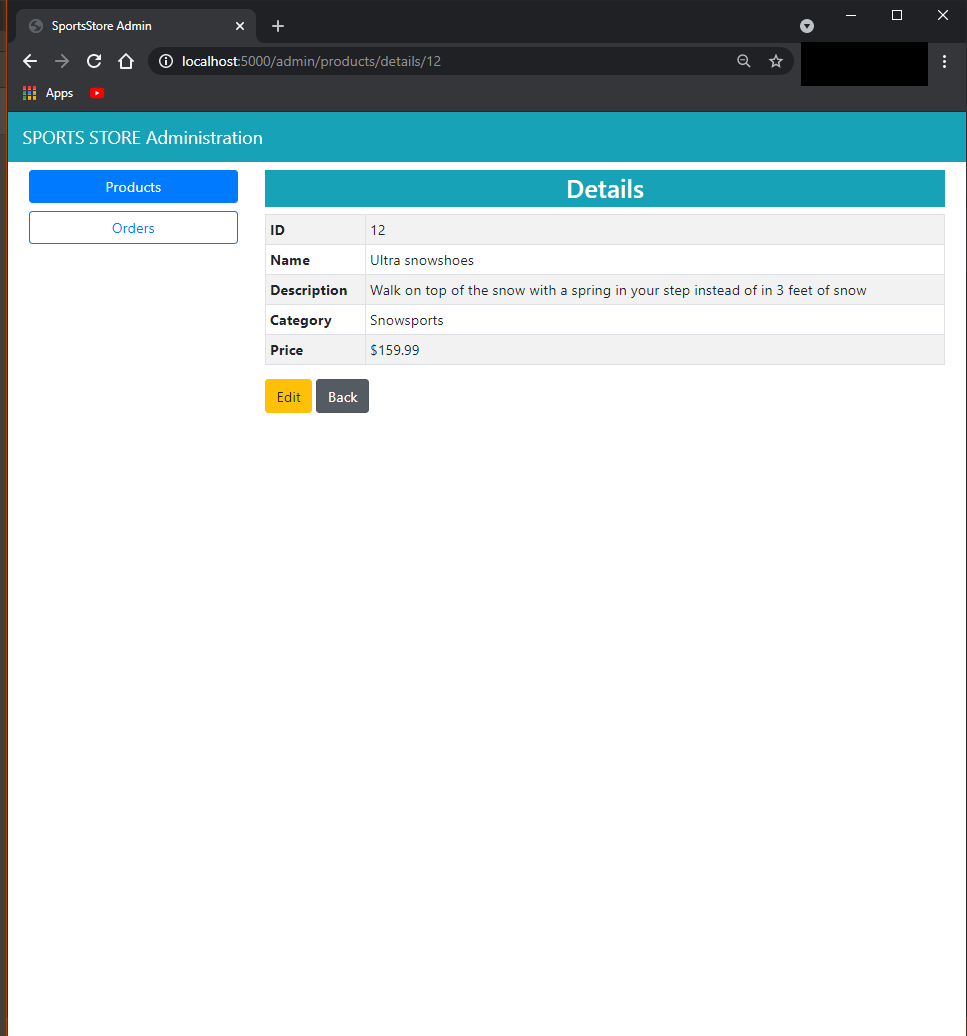 SportsStore Admin
localhost:5000/admin/products/details/12
Apps
SPORTS STORE Administration
Products
Orders
Details
ID 12
Name Ultra snowshoes
Description Walk on top of the snow with a spring in your step instead of in 3 feet of snow
Category Snowsports
Price $159.99
Edit Back